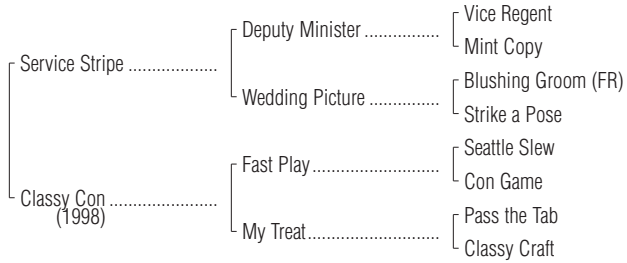 Vice Regent
Deputy Minister ................
Mint Copy
Service Stripe ...................
Blushing Groom (FR)
Wedding Picture ...............
Strike a Pose
Seattle Slew
Fast Play ...........................
Con Game
Classy Con .......................
(1998)
Pass the Tab
My Treat............................
Classy Craft